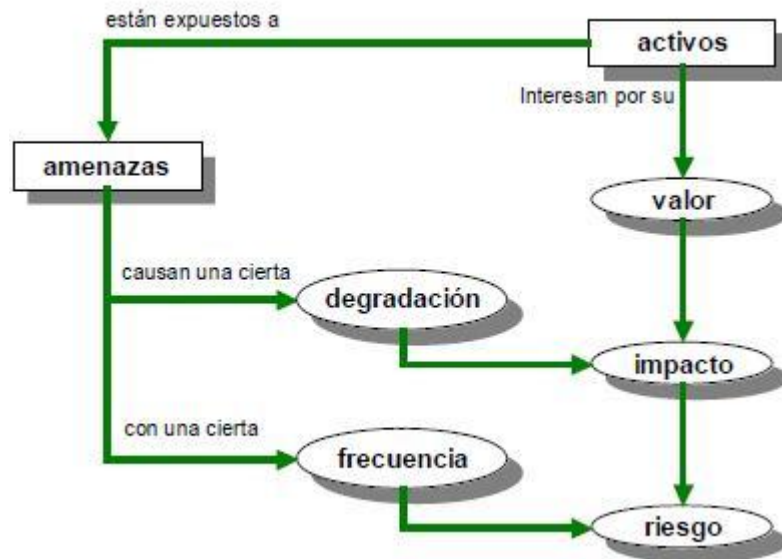 están expuestos a
activos
Interesan por su
amenazas
valor
causan una cierta
degradación
impacto
con una cierta
frecuencia
riesgo